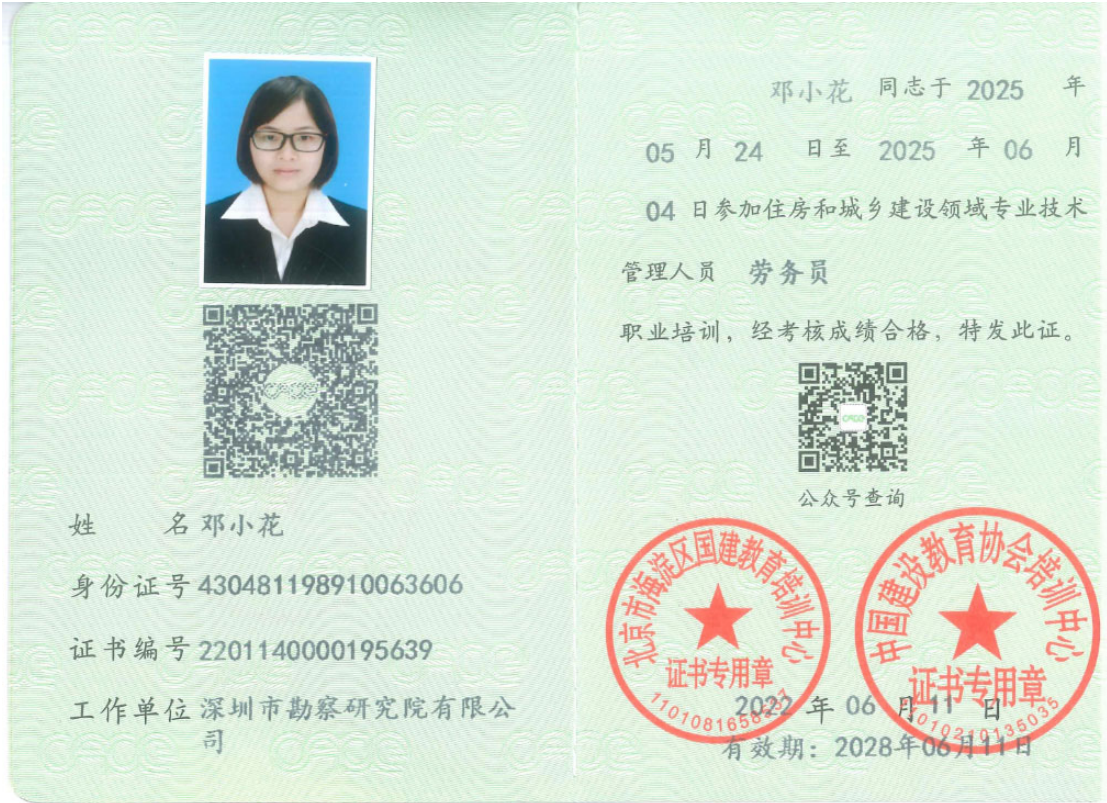 姓 名 邓小花
身份证号 430481198910063606
证书编号 2201140000195639
工作单位 深圳市勘察研究院有限公
司
邓小花 同志于 2025 年
05 月 24 日至 2025 年 06 月
04 日参加住房和城乡建设领域专业技术
管理人员 劳务员
职业培训，经考核成绩合格，特发此证。
公众号查询
北京市海淀区国建教育培训中心
证书专用章
中国建设教育协会培训中心
证书专用章
11010210135035
2022 年 06 月 11 日
有效期：2028年06月11日